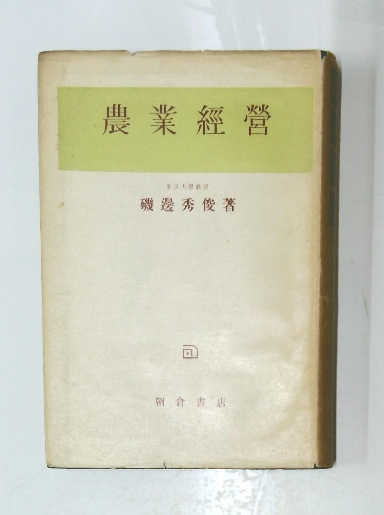 農業經營
東京大學教授
磯邊秀俊著
朝倉書店